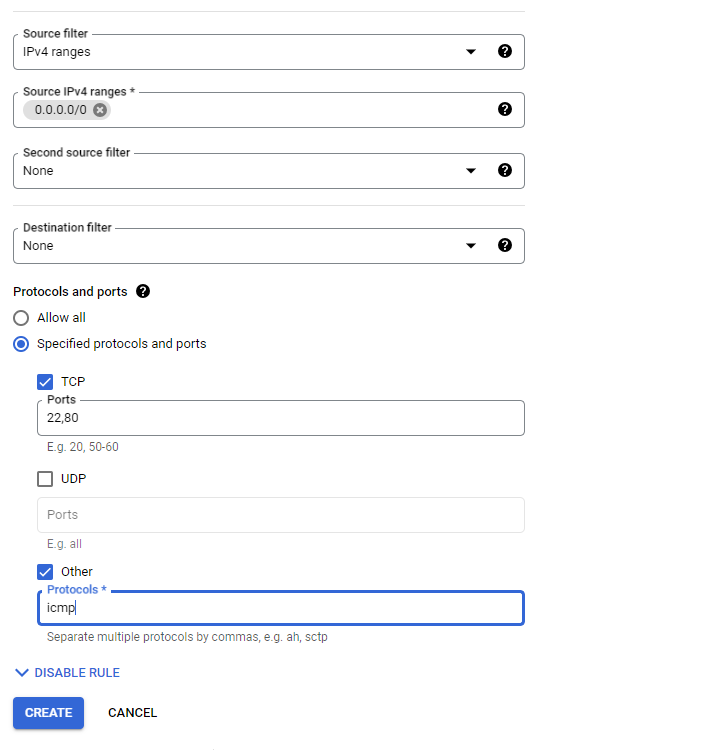 Source filter
IPv4 ranges
Source IPv4 ranges *
0.0.0.0/0
Second source filter
None
Destination filter
None
Protocols and ports
Allow all
Specified protocols and ports
TCP
Ports
22,80
E.g. 20, 50-60
UDP
Ports
E.g. all
Other
Protocols *
icmp
Separate multiple protocols by commas, e.g. ah, sctp
DISABLE RULE
CREATE CANCEL